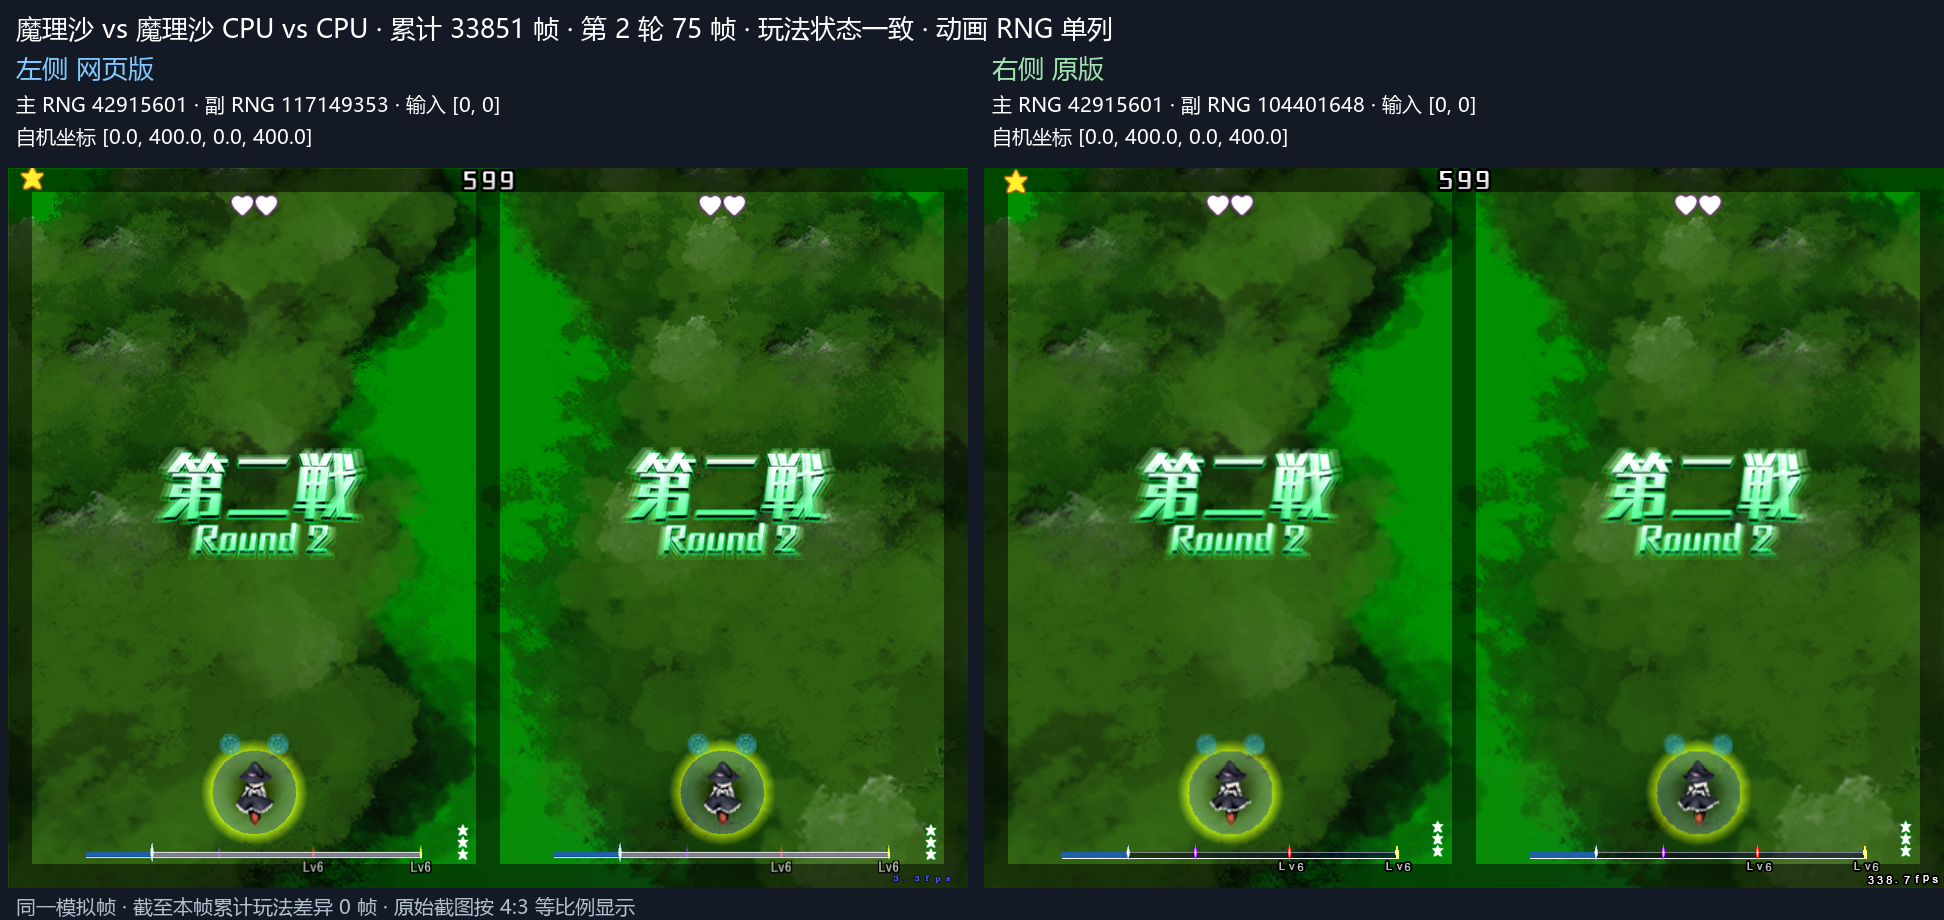 魔理沙 vs 魔理沙 CPU vs CPU · 累计 33851 帧 · 第 2 轮 75 帧 · 玩法状态一致 · 动画 RNG 单列
左侧 网页版
主 RNG 42915601 · 副 RNG 117149353 · 输入 [0, 0]
自机坐标 [0.0, 400.0, 0.0, 400.0]
右侧 原版
主 RNG 42915601 · 副 RNG 104401648 · 输入 [0, 0]
自机坐标 [0.0, 400.0, 0.0, 400.0]
599
第二戦
Round 2
第二戦
Round 2
Lv6
Lv6
Lv6
Lv6
3.3fps
599
第二戦
Round 2
第二戦
Round 2
Lv6
Lv6
Lv6
Lv6
338.7fps
同一模拟帧 · 截至本帧累计玩法差异 0 帧 · 原始截图按 4:3 等比例显示